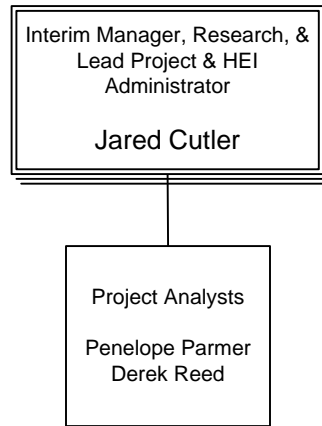 Interim Manager, Research, &
Lead Project & HEI
Administrator
Jared Cutler
Project Analysts
Penelope Parmer
Derek Reed